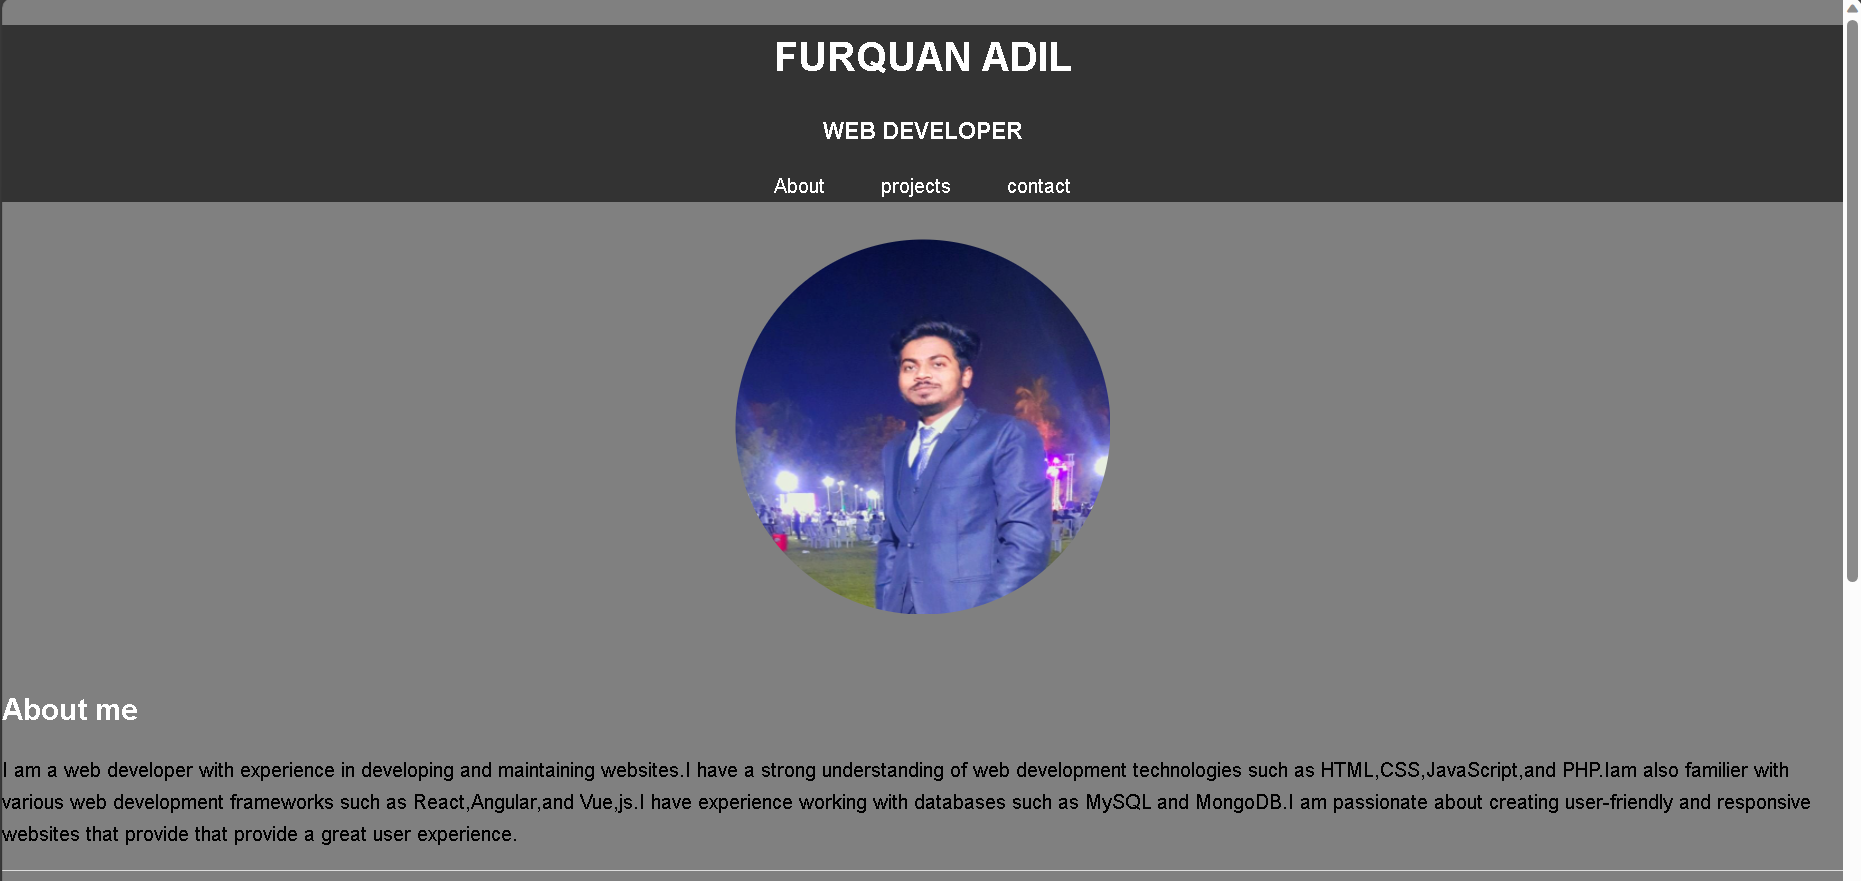 FURQUAN ADIL
WEB DEVELOPER
About projects contact
About me
I am a web developer with experience in developing and maintaining websites.I have a strong understanding of web development technologies such as HTML,CSS,JavaScript,and PHP.Iam also familier with
various web development frameworks such as React,Angular,and Vue,js.I have experience working with databases such as MySQL and MongoDB.I am passionate about creating user-friendly and responsive
websites that provide that provide a great user experience.